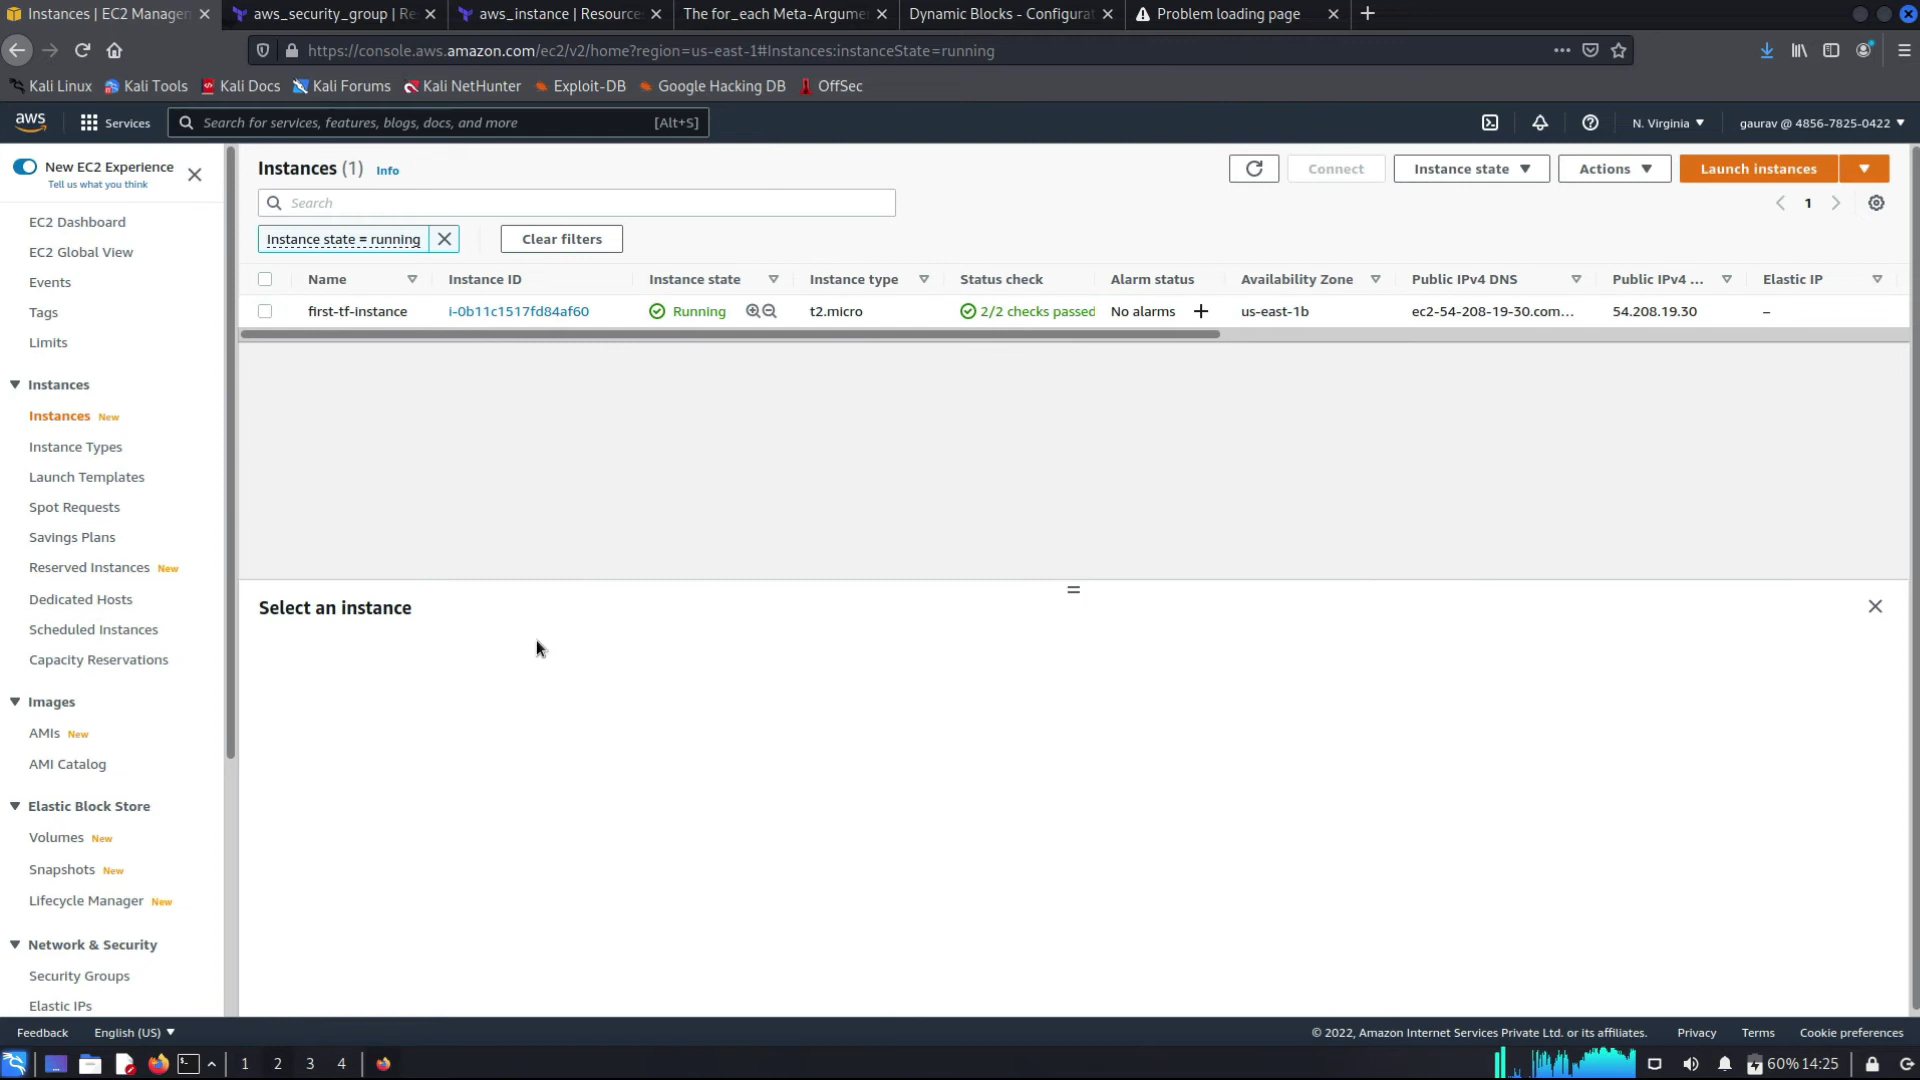 Instances | EC2 Managen
aws_security_group | Re
aws_instance | Resource
The for_each Meta-Argume
Dynamic Blocks - Configurat
Problem loading page
https://console.aws.amazon.com/ec2/v2/home?region=us-east-1#Instances:instanceState=running
Kali Linux
Kali Tools
Kali Docs
Kali Forums
Kali NetHunter
Exploit-DB
Google Hacking DB
OffSec
aws
Services
Search for services, features, blogs, docs, and more
[Alt+S]
N. Virginia
gaurav @ 4856-7825-0422
New EC2 Experience
Tell us what you think
EC2 Dashboard
EC2 Global View
Events
Tags
Limits
Instances
Instances New
Instance Types
Launch Templates
Spot Requests
Savings Plans
Reserved Instances New
Dedicated Hosts
Scheduled Instances
Capacity Reservations
Images
AMIs New
AMI Catalog
Elastic Block Store
Volumes New
Snapshots New
Lifecycle Manager New
Network & Security
Security Groups
Elastic IPs
Instances (1) Info
Connect
Instance state
Actions
Launch instances
Search
1
Instance state = running
Clear filters
Name
Instance ID
Instance state
Instance type
Status check
Alarm status
Availability Zone
Public IPv4 DNS
Public IPv4 ...
Elastic IP
first-tf-instance
i-0b11c1517fd84af60
Running
t2.micro
2/2 checks passed
No alarms
us-east-1b
ec2-54-208-19-30.com...
54.208.19.30
–
Select an instance
Feedback
English (US)
© 2022, Amazon Internet Services Private Ltd. or its affiliates.
Privacy
Terms
Cookie preferences
1
2
3
4
60%
14:25